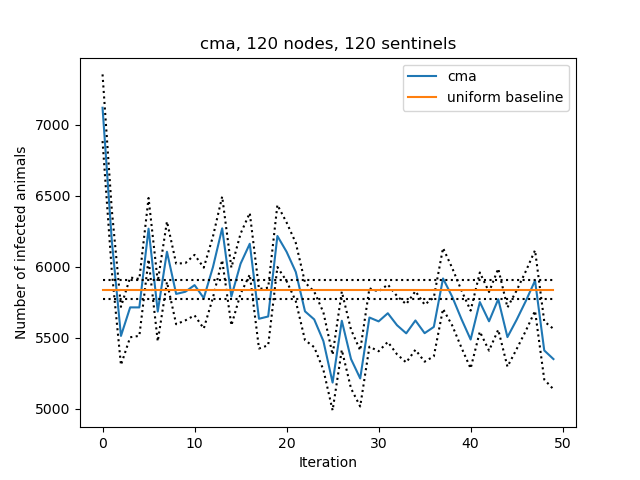 cma, 120 nodes, 120 sentinels
cma
uniform baseline
Number of infected animals
7000
6500
6000
5500
5000
0 10 20 30 40 50
Iteration